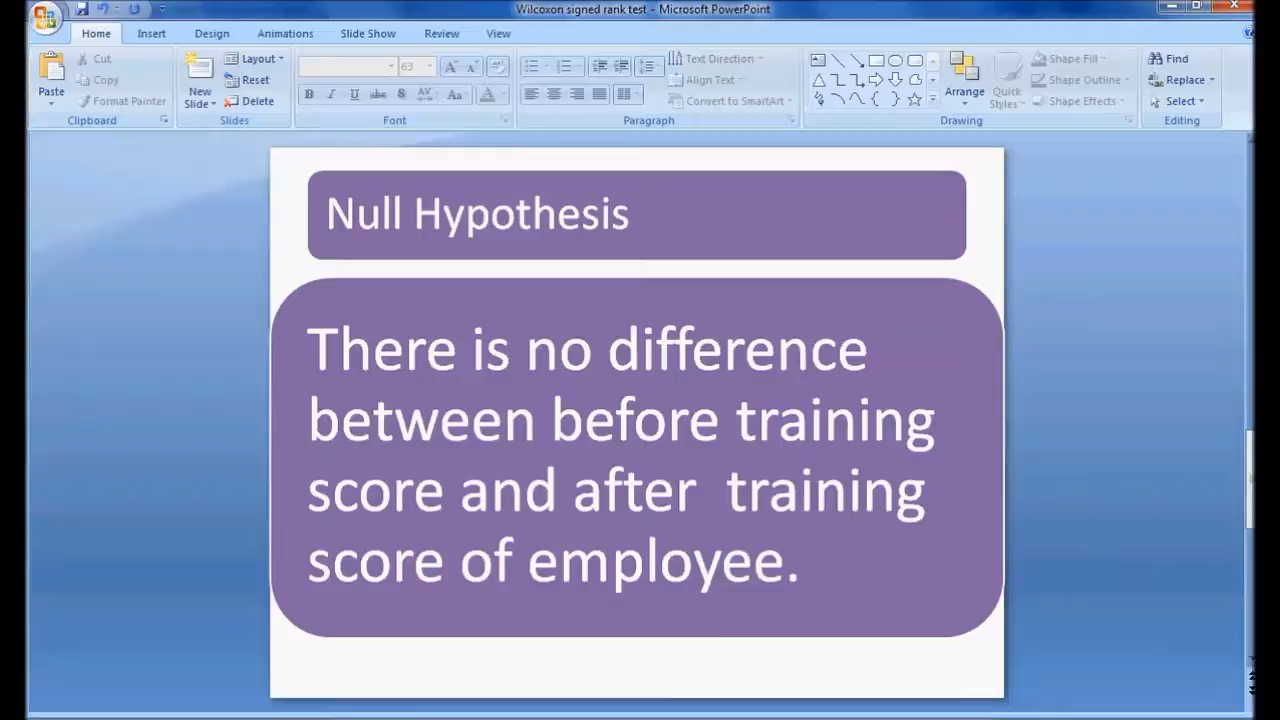 Wilcoxon signed rank test - Microsoft PowerPoint
Home Insert Design Animations Slide Show Review View
Paste
Cut
Copy
Format Painter
Clipboard
New
Slide
Layout
Reset
Delete
Slides
63
B I U abc S AV Aa A
Font
Text Direction
Align Text
Convert to SmartArt
Paragraph
Arrange
Quick
Styles
Shape Fill
Shape Outline
Shape Effects
Drawing
Find
Replace
Select
Editing
Null Hypothesis
There is no difference
between before training
score and after training
score of employee.